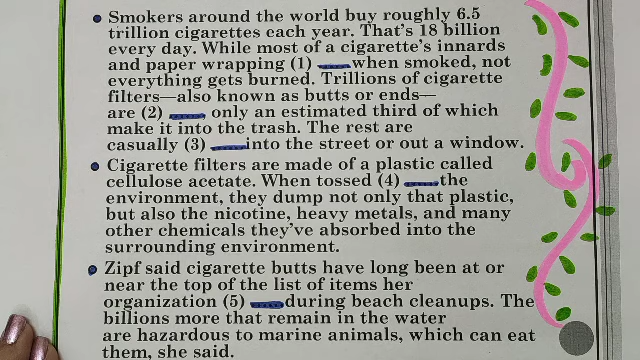 • Smokers around the world buy roughly 6.5
trillion cigarettes each year. That's 18 billion
every day. While most of a cigarette's innards
and paper wrapping (1) ____ when smoked, not
everything gets burned. Trillions of cigarette
filters—also known as butts or ends—
are (2) ____, only an estimated third of which
make it into the trash. The rest are
casually (3) ____ into the street or out a window.
• Cigarette filters are made of a plastic called
cellulose acetate. When tossed (4) ____ the
environment, they dump not only that plastic,
but also the nicotine, heavy metals, and many
other chemicals they've absorbed into the
surrounding environment.
• Zipf said cigarette butts have long been at or
near the top of the list of items her
organization (5) ____ during beach cleanups. The
billions more that remain in the water
are hazardous to marine animals, which can eat
them, she said.